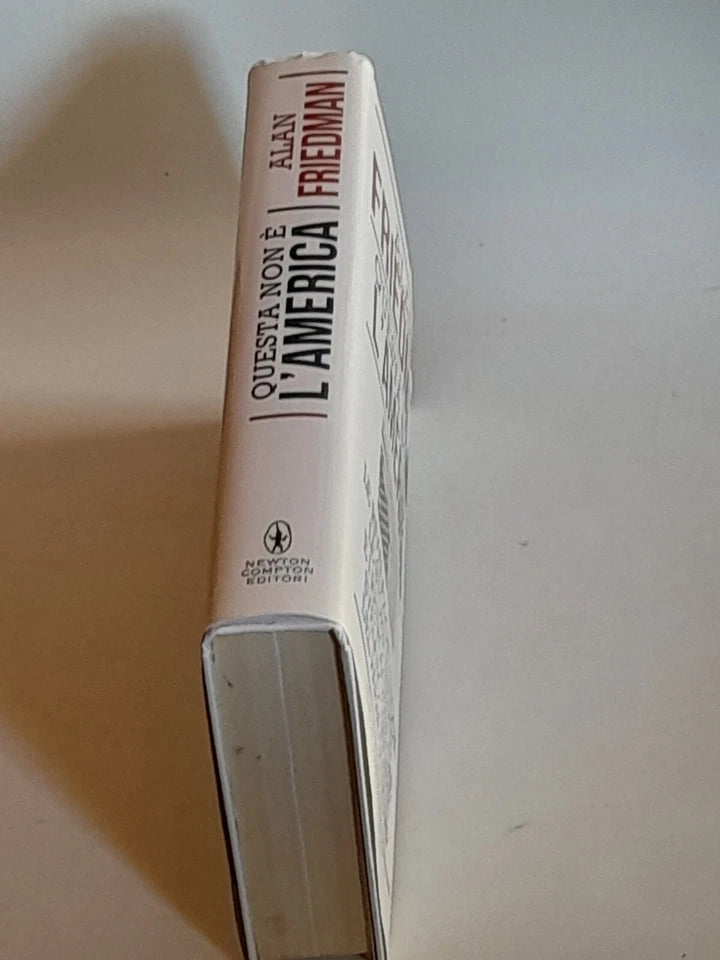 ALAN
FRIEDMAN
QUESTA NON È
L'AMERICA
NEWTON
COMPTON
EDITORI